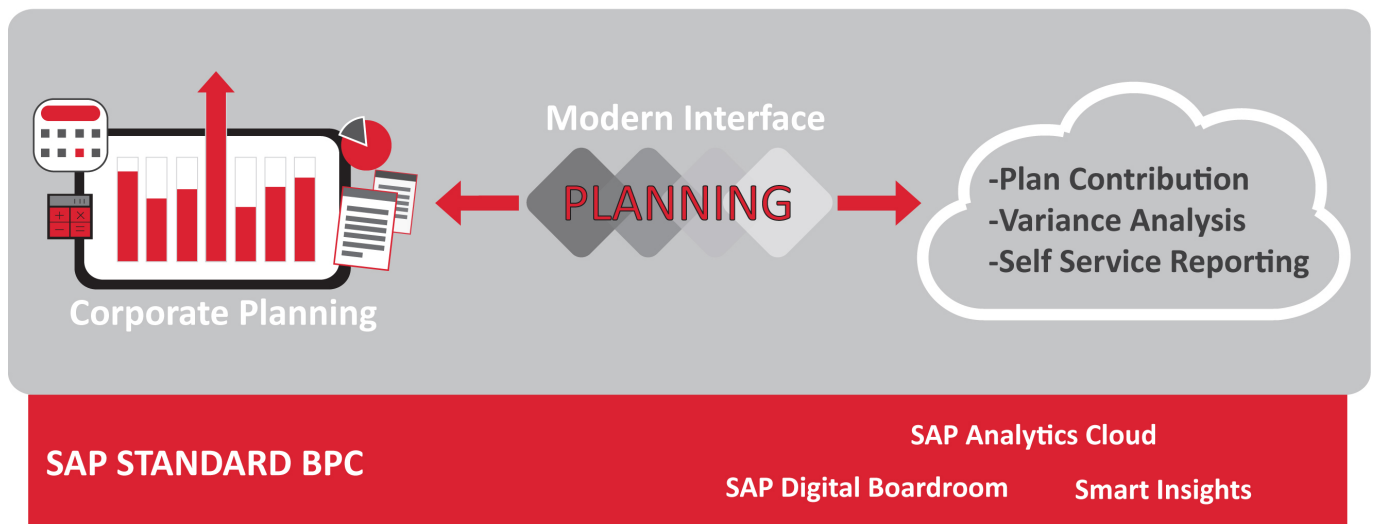 Modern Interface
PLANNING
Corporate Planning
-Plan Contribution
-Variance Analysis
-Self Service Reporting
SAP STANDARD BPC
SAP Analytics Cloud
SAP Digital Boardroom
Smart Insights